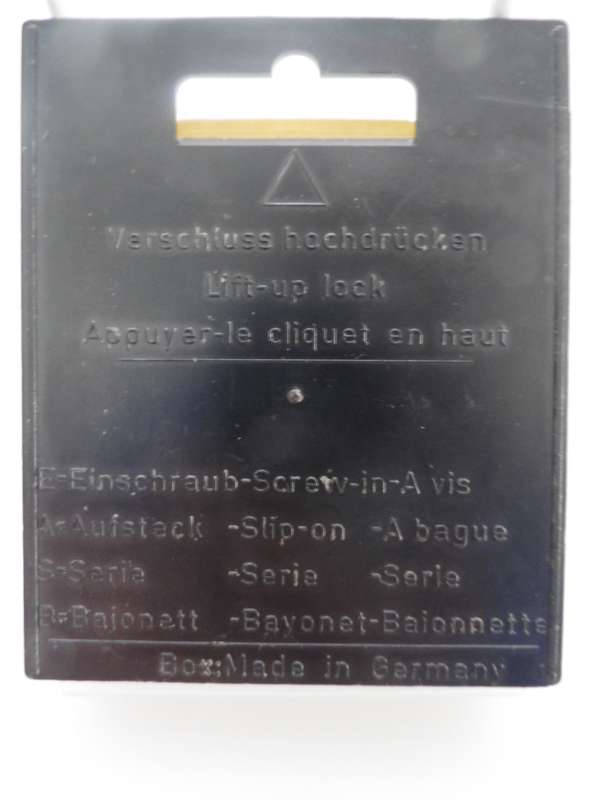 Verschluss hochdrücken
Lift-up lock
Appuyer-le cliquet en haut
E=Einschraub-Screw-in-A vis
A=Aufsteck -Slip-on -A bague
S=Serie -Serie -Serie
B=Bajonett -Bayonet-Baionnette
Box:Made in Germany